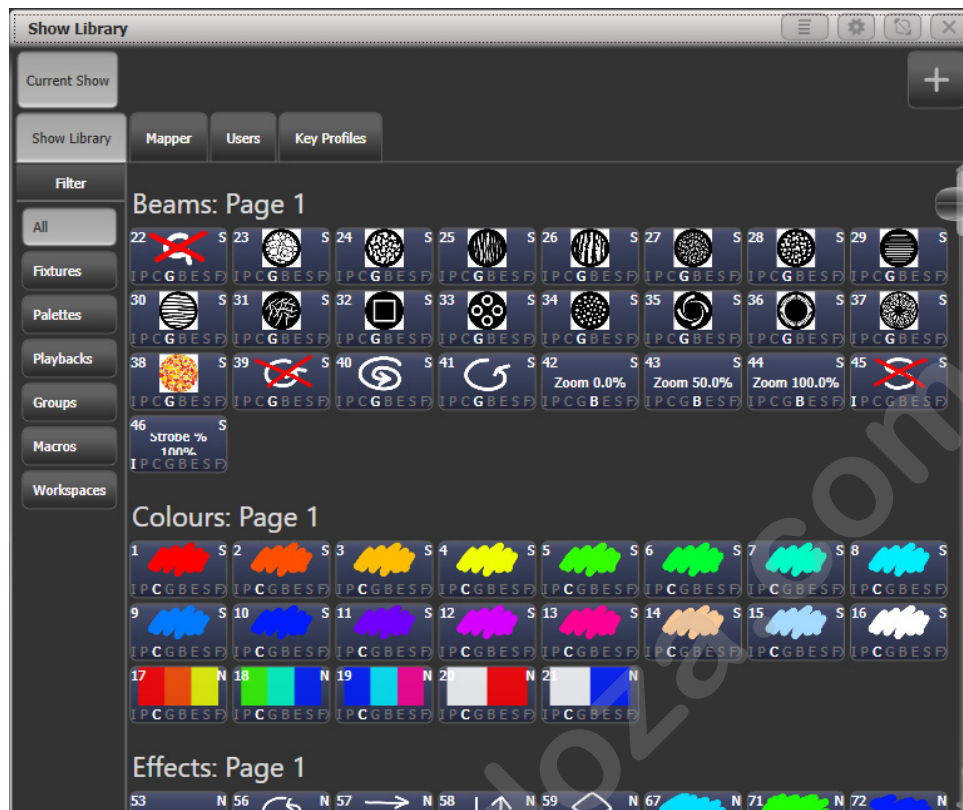 Show Library
Current Show
Show Library Mapper Users Key Profiles
Filter
All
Fixtures
Palettes
Playbacks
Groups
Macros
Workspaces
Beams: Page 1
22 S 23 S 24 S 25 S 26 S 27 S 28 S 29 S
IPCGBESF IPCGBESF IPCGBESF IPCGBESF IPCGBESF IPCGBESF IPCGBESF IPCGBESF
30 S 31 S 32 S 33 S 34 S 35 S 36 S 37 S
IPCGBESF IPCGBESF IPCGBESF IPCGBESF IPCGBESF IPCGBESF IPCGBESF IPCGBESF
38 S 39 S 40 S 41 S 42 S 43 S 44 S 45 S
Zoom 0.0% Zoom 50.0% Zoom 100.0%
IPCGBESF IPCGBESF IPCGBESF IPCGBESF IPCGBESF IPCGBESF IPCGBESF IPCGBESF
46 S
Strobe %
100%
IPCGBESF
Colours: Page 1
1 S 2 S 3 S 4 S 5 S 6 S 7 S 8 S
IPCGBESF IPCGBESF IPCGBESF IPCGBESF IPCGBESF IPCGBESF IPCGBESF IPCGBESF
9 S 10 S 11 S 12 S 13 S 14 S 15 S 16 S
IPCGBESF IPCGBESF IPCGBESF IPCGBESF IPCGBESF IPCGBESF IPCGBESF IPCGBESF
17 N 18 N 19 N 20 N 21 N
IPCGBESF IPCGBESF IPCGBESF IPCGBESF IPCGBESF
Effects: Page 1
53 N 56 N 57 N 58 N 59 N 67 N 71 N 72 N